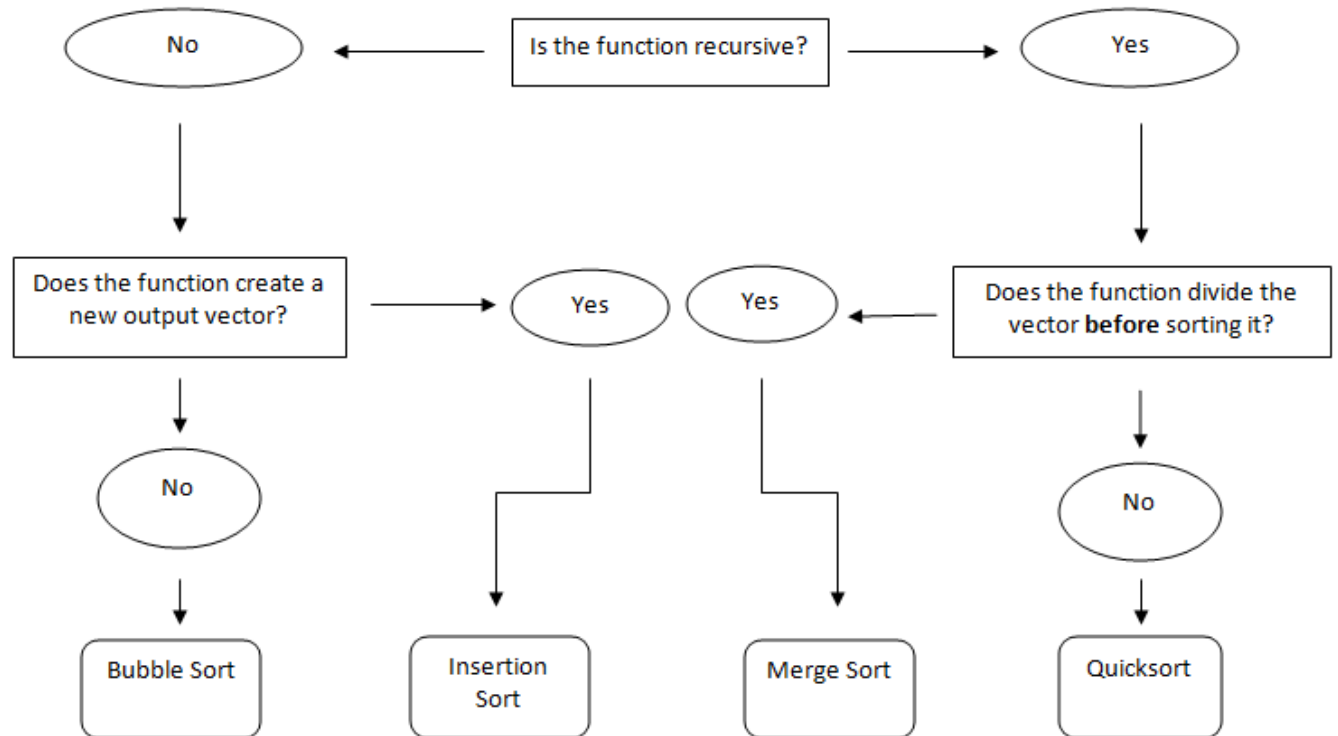 No
Is the function recursive?
Yes
Does the function create a
new output vector?
Yes
Yes
Does the function divide the
vector before sorting it?
No
No
Bubble Sort
Insertion
Sort
Merge Sort
Quicksort